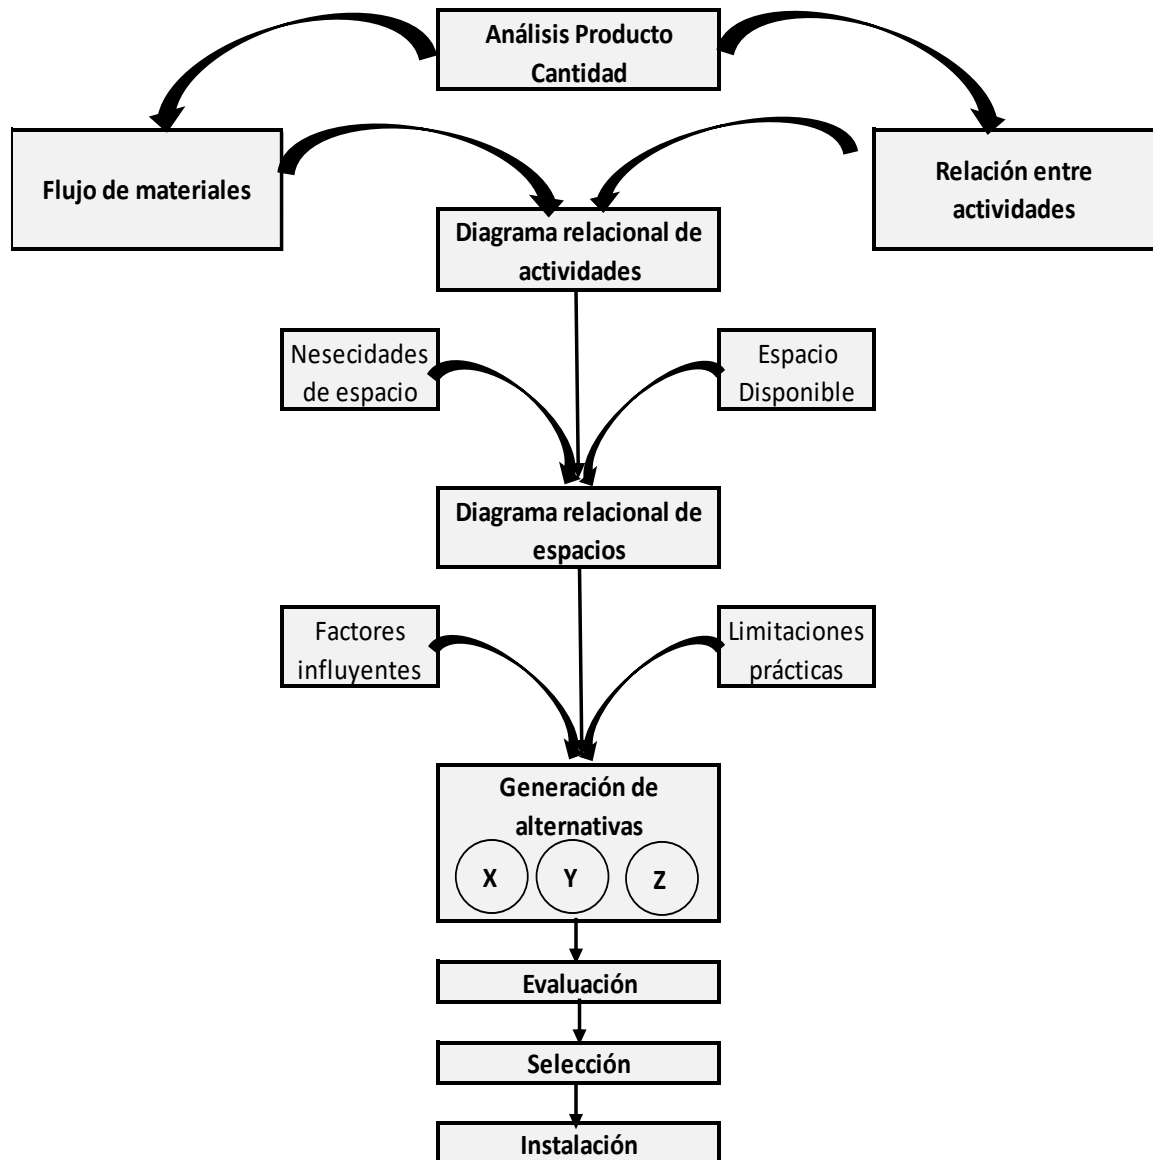 Análisis Producto
Cantidad
Flujo de materiales
Relación entre
actividades
Diagrama relacional de
actividades
Nesecidades
de espacio
Espacio
Disponible
Diagrama relacional de
espacios
Factores
influyentes
Limitaciones
prácticas
Generación de
alternativas
X
Y
Z
Evaluación
Selección
Instalación